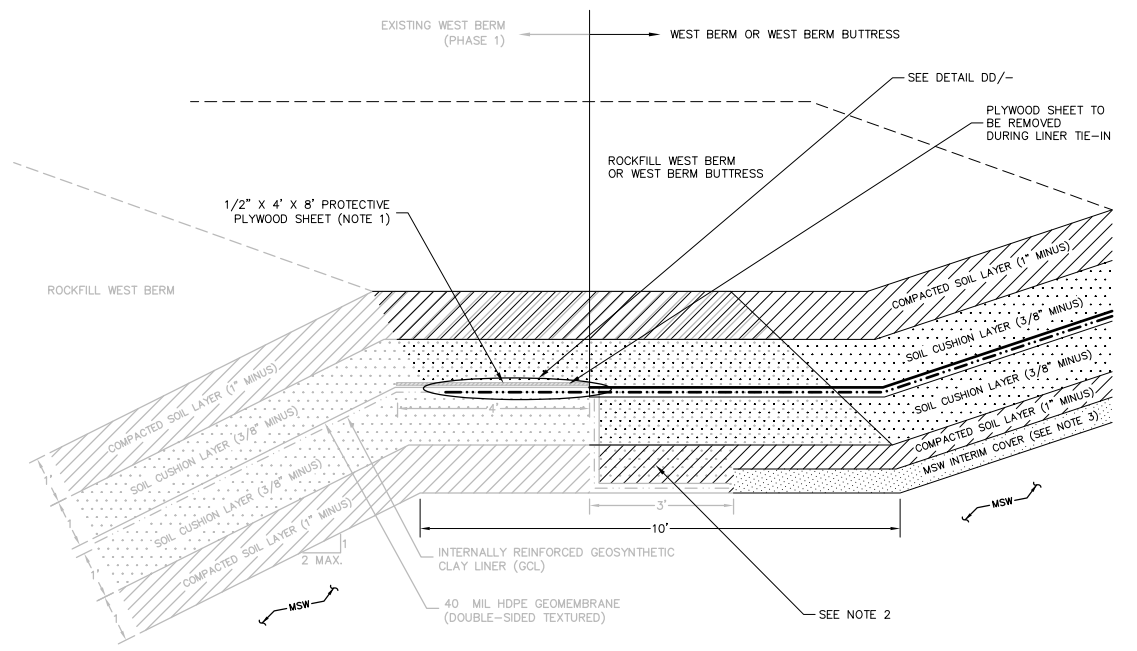 EXISTING WEST BERM
(PHASE 1)
WEST BERM OR WEST BERM BUTTRESS
SEE DETAIL DD/-
PLYWOOD SHEET TO
BE REMOVED
DURING LINER TIE-IN
ROCKFILL WEST BERM
OR WEST BERM BUTTRESS
1/2" X 4' X 8' PROTECTIVE
PLYWOOD SHEET (NOTE 1)
ROCKFILL WEST BERM
COMPACTED SOIL LAYER (1" MINUS)
SOIL CUSHION LAYER (3/8" MINUS)
SOIL CUSHION LAYER (3/8" MINUS)
COMPACTED SOIL LAYER (1" MINUS)
MSW INTERIM COVER (SEE NOTE 3)
MSW
4'
3'
10'
COMPACTED SOIL LAYER (1" MINUS)
SOIL CUSHION LAYER (3/8" MINUS)
SOIL CUSHION LAYER (3/8" MINUS)
COMPACTED SOIL LAYER (1" MINUS)
1'
1'
1'
1'
1
2 MAX.
MSW
INTERNALLY REINFORCED GEOSYNTHETIC
CLAY LINER (GCL)
40 MIL HDPE GEOMEMBRANE
(DOUBLE-SIDED TEXTURED)
SEE NOTE 2